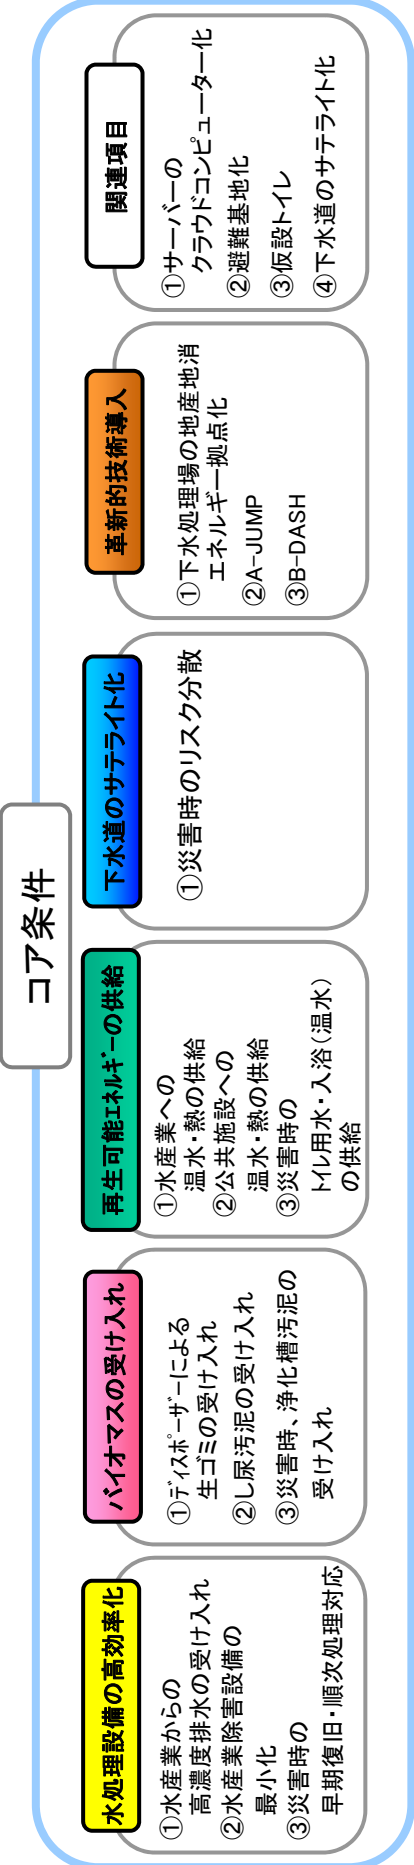 コア条件
水処理設備の高効率化
①水産業からの
高濃度排水の受け入れ
②水産業除害設備の
最小化
③災害時の
早期復旧・順次処理対応
バイオマスの受け入れ
①ﾃﾞｨｽﾎﾟｰｻﾞｰによる
生ゴミの受け入れ
②し尿汚泥の受け入れ
③災害時、浄化槽汚泥の
受け入れ
再生可能ｴﾈﾙｷﾞｰの供給
①水産業への
温水・熱の供給
②公共施設への
温水・熱の供給
③災害時の
ﾄｲﾚ用水・入浴（温水）
の供給
下水道のサテライト化
①災害時のリスク分散
革新的技術導入
①下水処理場の地産地消
エネルギー拠点化
②A-JUMP
③B-DASH
関連項目
①サーバーの
クラウドコンピューター化
②避難基地化
③仮設トイレ
④下水道のサテライト化